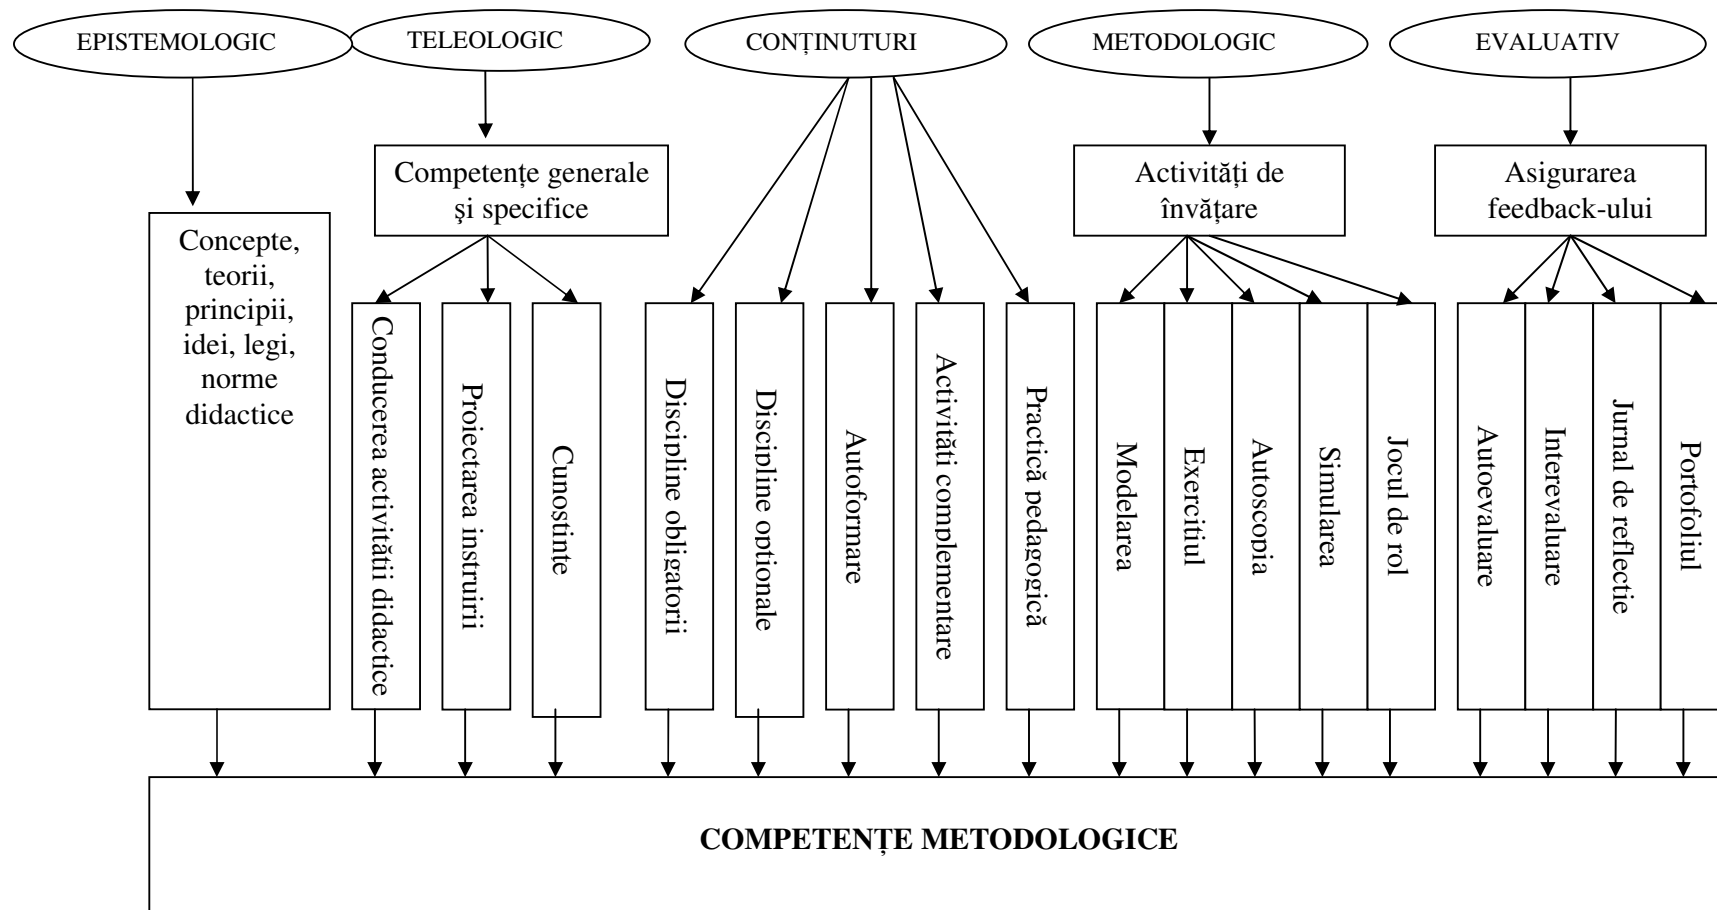 EPISTEMOLOGIC
TELEOLOGIC
CONȚINUTURI
METODOLOGIC
EVALUATIV
Competențe generale
şi specifice
Activități de
învățare
Asigurarea
feedback-ului
Concepte,
teorii,
principii,
idei, legi,
norme
didactice
Conducerea activității didactice
Proiectarea instruirii
Cunostinte
Discipline obligatorii
Discipline optionale
Autoformare
Activități complementare
Practică pedagogică
Modelarea
Exercitiul
Autoscopia
Simularea
Jocul de rol
Autoevaluare
Interevaluare
Jurnal de reflectie
Portofoliul
COMPETENȚE METODOLOGICE